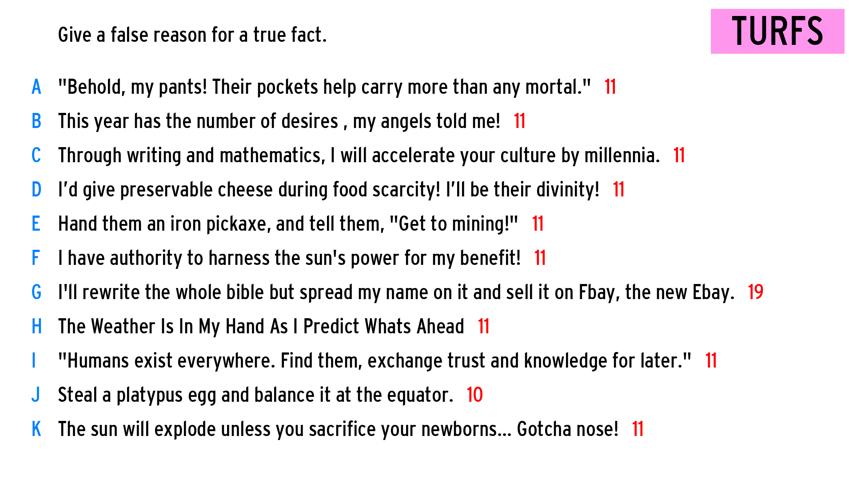 Give a false reason for a true fact.
TURFS
A "Behold, my pants! Their pockets help carry more than any mortal." 11
B This year has the number of desires , my angels told me! 11
C Through writing and mathematics, I will accelerate your culture by millennia. 11
D I'd give preservable cheese during food scarcity! I'll be their divinity! 11
E Hand them an iron pickaxe, and tell them, "Get to mining!" 11
F I have authority to harness the sun's power for my benefit! 11
G I'll rewrite the whole bible but spread my name on it and sell it on Fbay, the new Ebay. 19
H The Weather Is In My Hand As I Predict Whats Ahead 11
I "Humans exist everywhere. Find them, exchange trust and knowledge for later." 11
J Steal a platypus egg and balance it at the equator. 10
K The sun will explode unless you sacrifice your newborns... Gotcha nose! 11